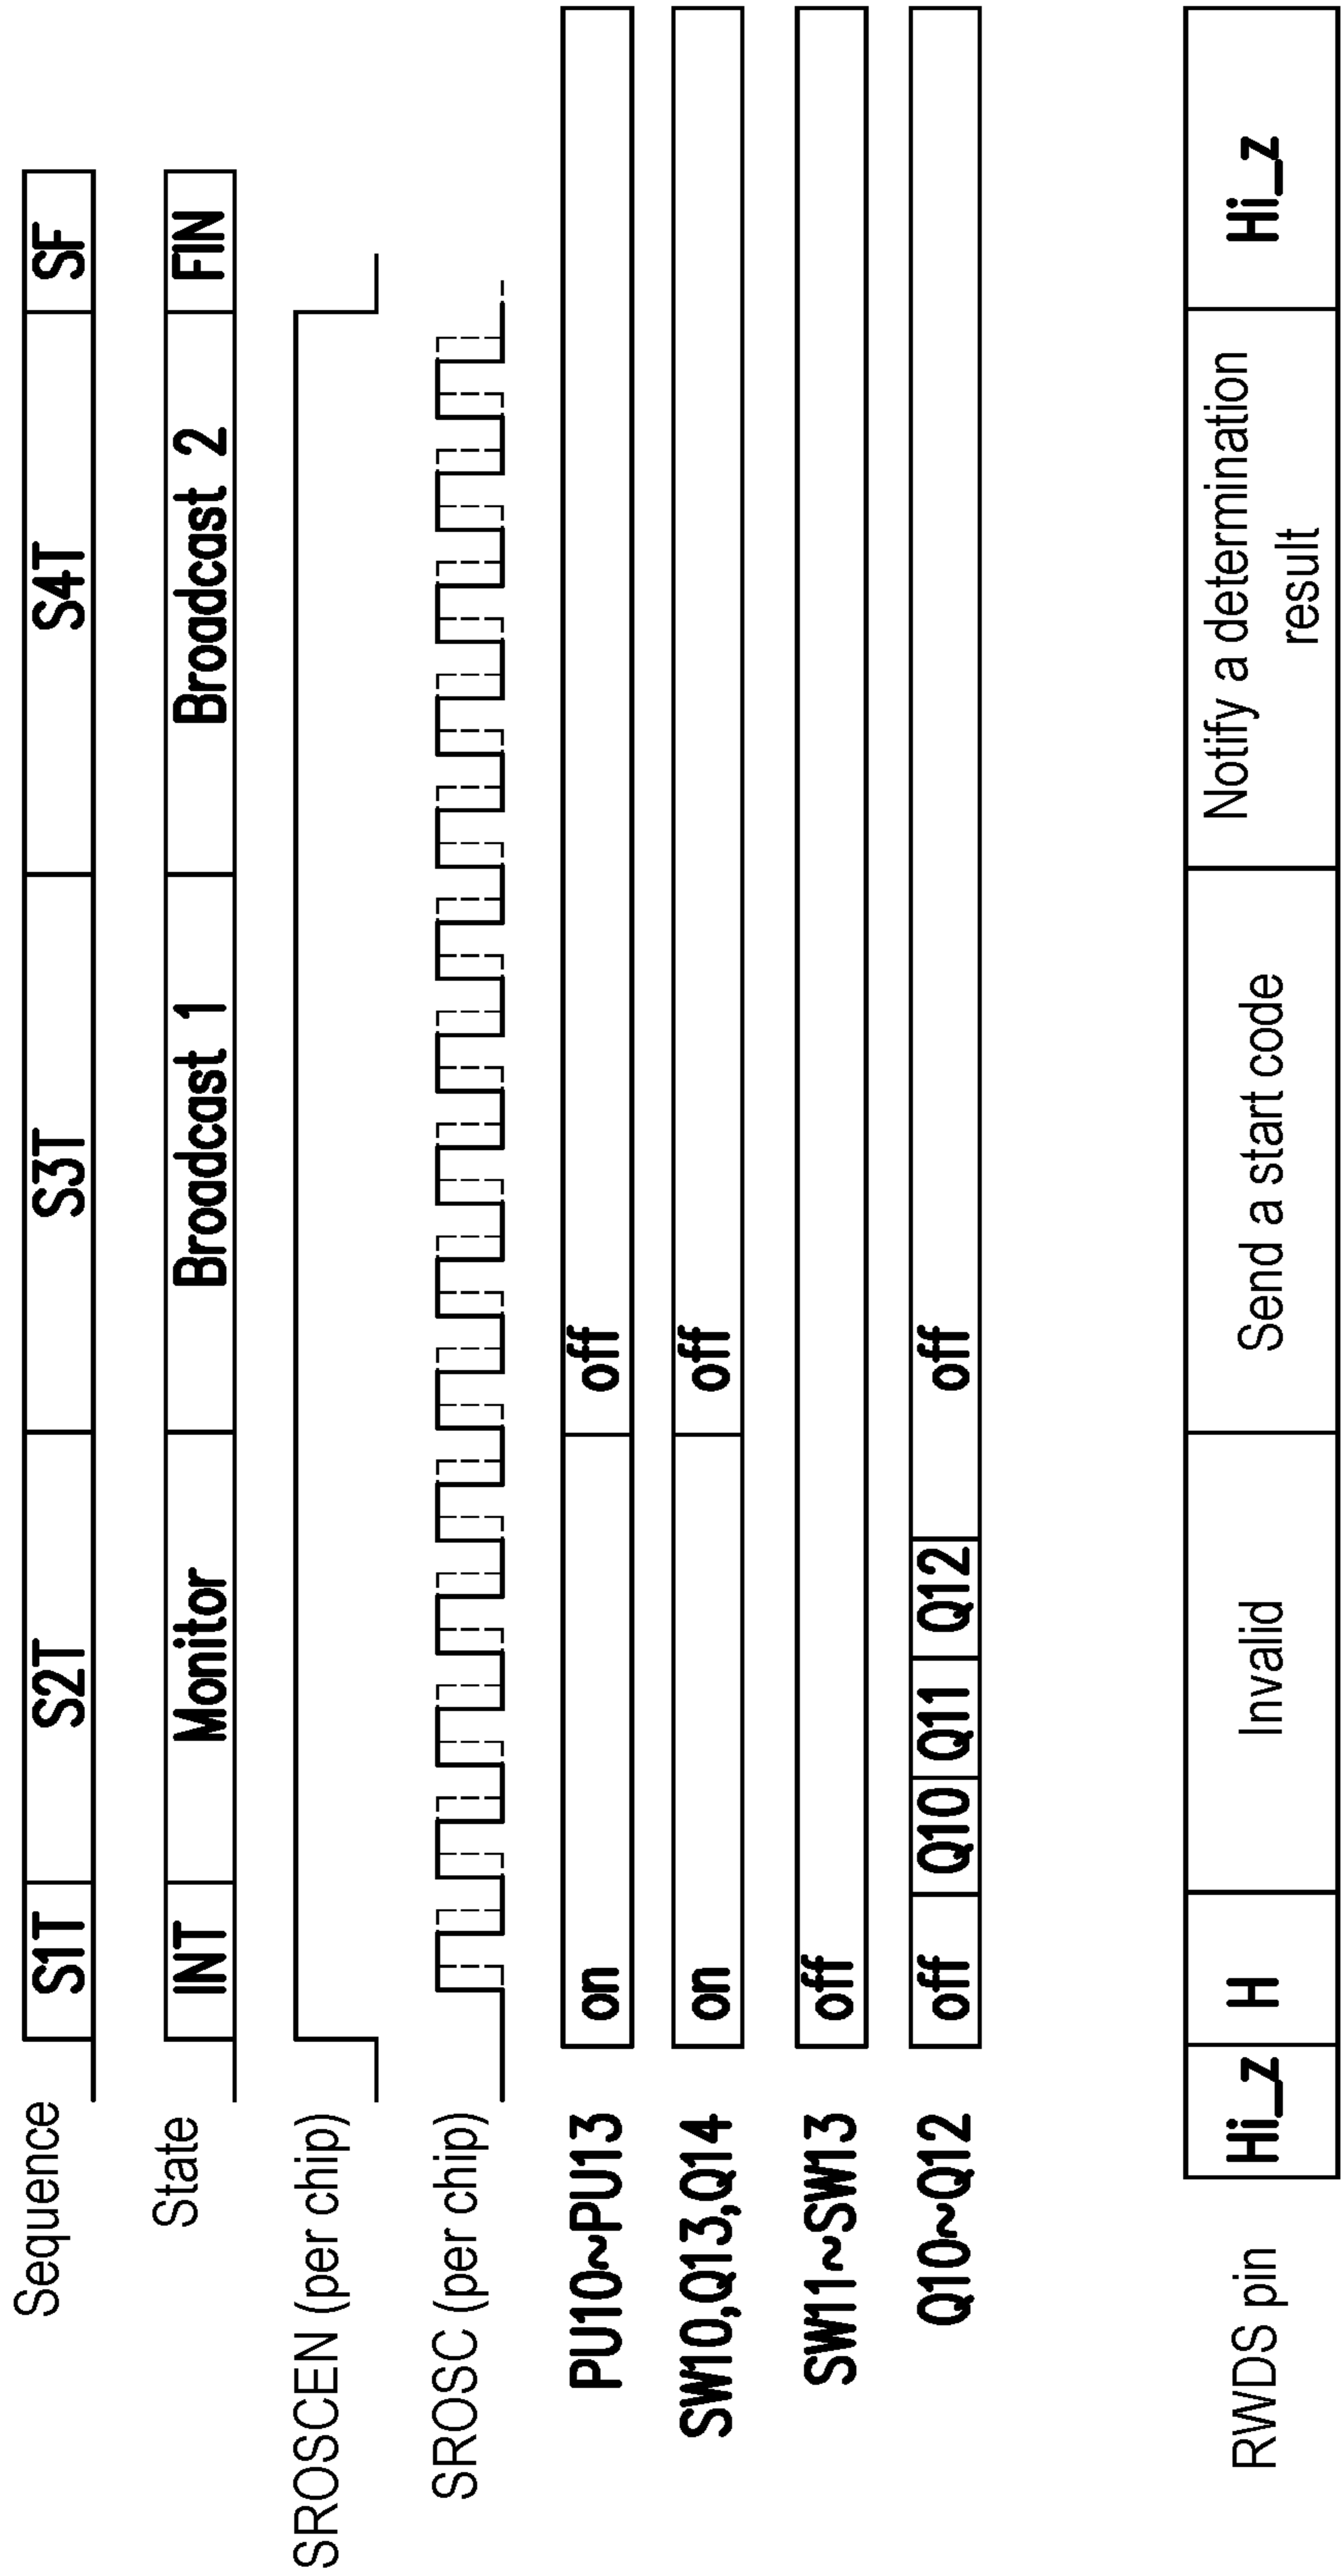 Sequence S1T S2T S3T S4T SF
State INT Monitor Broadcast 1 Broadcast 2 FIN
SROSCEN (per chip)
SROSC (per chip)
PU10~PU13 on off
SW10,Q13,Q14 on off
SW11~SW13 off
Q10~Q12 off Q10 Q11 Q12 off
RWDS pin Hi_z H Invalid Send a start code Notify a determination result Hi_z